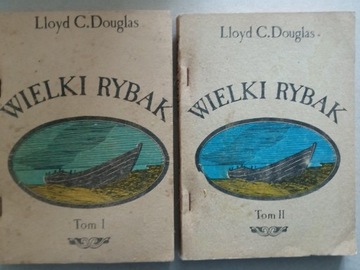 Lloyd C.Douglas
WIELKI RYBAK
Tom I
Lloyd C.Douglas
WIELKI RYBAK
Tom II